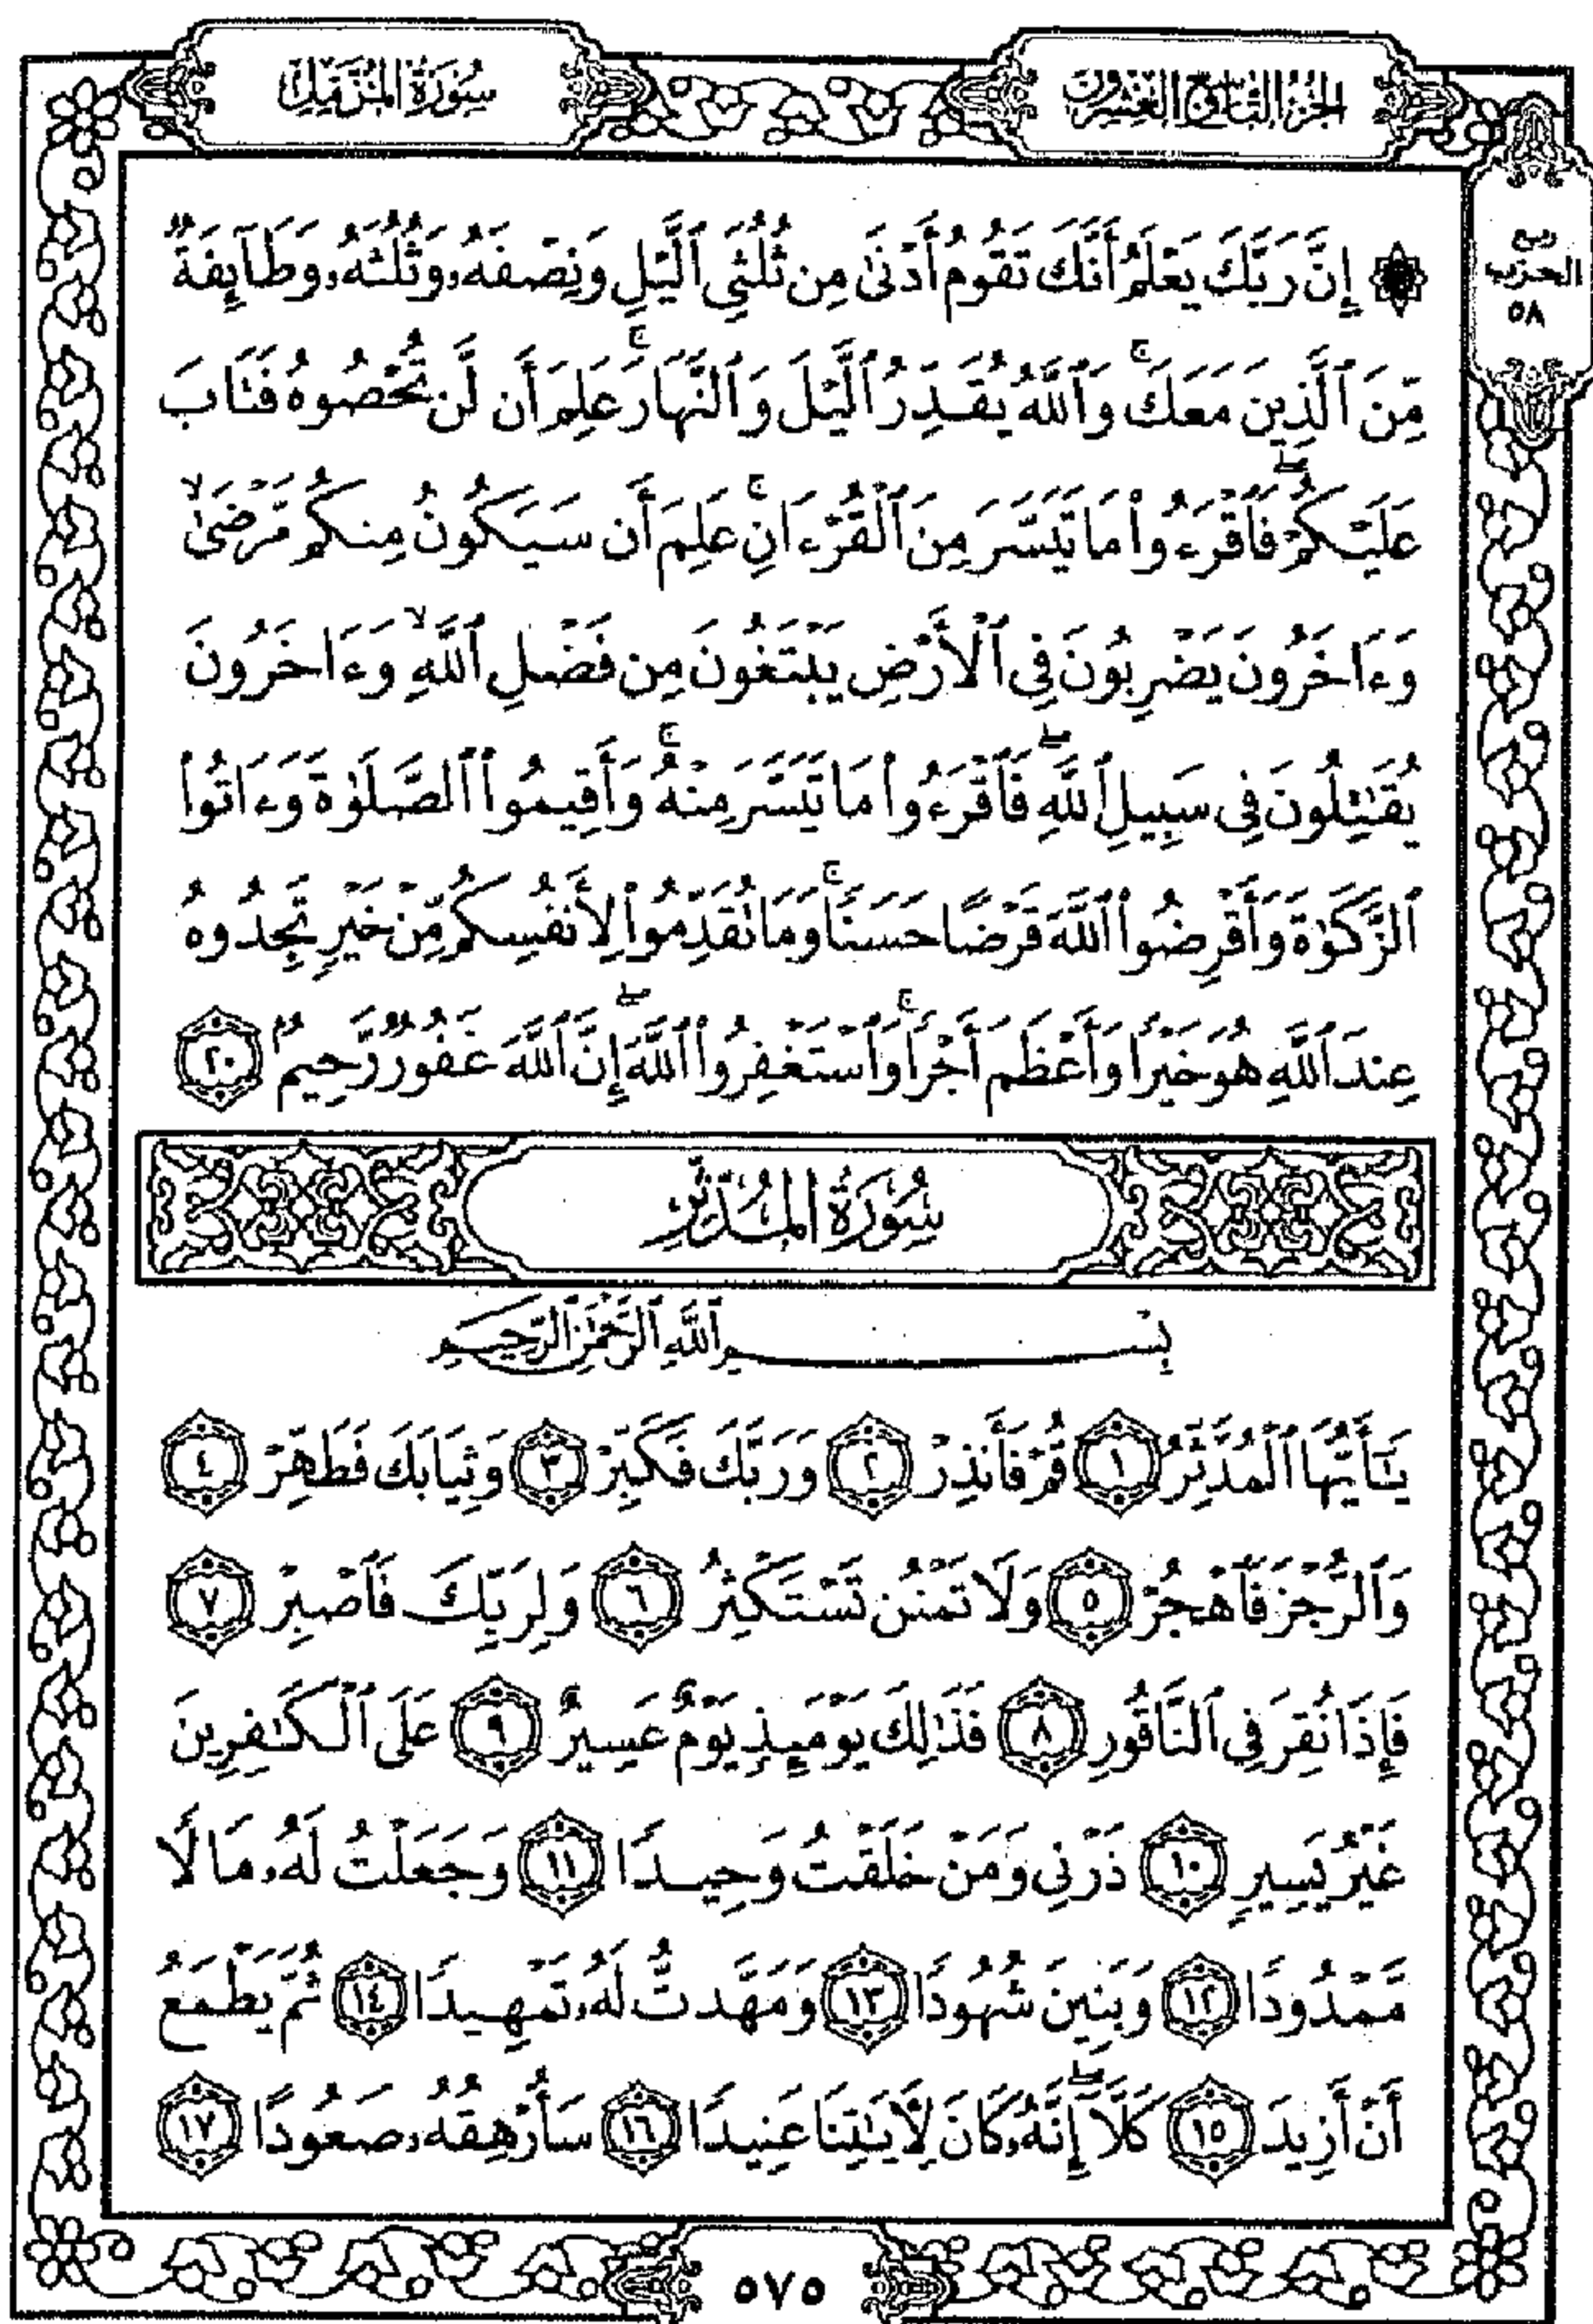 الجزء التاسع والعشرون
سورة المزمل
ربع
الحزب
٥٨
۞ إِنَّ رَبَّكَ يَعْلَمُ أَنَّكَ تَقُومُ أَدْنَىٰ مِن ثُلُثَيِ ٱلَّيْلِ وَنِصْفَهُۥ وَثُلُثَهُۥ وَطَآئِفَةٌ
مِّنَ ٱلَّذِينَ مَعَكَۚ وَٱللَّهُ يُقَدِّرُ ٱلَّيْلَ وَٱلنَّهَارَۚ عَلِمَ أَن لَّن تُحْصُوهُ فَتَابَ
عَلَيْكُمْۖ فَٱقْرَءُوا۟ مَا تَيَسَّرَ مِنَ ٱلْقُرْءَانِۚ عَلِمَ أَن سَيَكُونُ مِنكُم مَّرْضَىٰۙ
وَءَاخَرُونَ يَضْرِبُونَ فِى ٱلْأَرْضِ يَبْتَغُونَ مِن فَضْلِ ٱللَّهِۙ وَءَاخَرُونَ
يُقَٰتِلُونَ فِى سَبِيلِ ٱللَّهِۖ فَٱقْرَءُوا۟ مَا تَيَسَّرَ مِنْهُۚ وَأَقِيمُوا۟ ٱلصَّلَوٰةَ وَءَاتُوا۟
ٱلزَّكَوٰةَ وَأَقْرِضُوا۟ ٱللَّهَ قَرْضًا حَسَنًاۚ وَمَا تُقَدِّمُوا۟ لِأَنفُسِكُم مِّنْ خَيْرٍ تَجِدُوهُ
عِندَ ٱللَّهِ هُوَ خَيْرًا وَأَعْظَمَ أَجْرًاۚ وَٱسْتَغْفِرُوا۟ ٱللَّهَۖ إِنَّ ٱللَّهَ غَفُورٌ رَّحِيمٌۢ ٢٠
سُورَةُ المُدَّثِّرِ
بِسْمِ ٱللَّهِ ٱلرَّحْمَٰنِ ٱلرَّحِيمِ
يَٰٓأَيُّهَا ٱلْمُدَّثِّرُ ١ قُمْ فَأَنذِرْ ٢ وَرَبَّكَ فَكَبِّرْ ٣ وَثِيَابَكَ فَطَهِّرْ ٤
وَٱلرُّجْزَ فَٱهْجُرْ ٥ وَلَا تَمْنُن تَسْتَكْثِرُ ٦ وَلِرَبِّكَ فَٱصْبِرْ ٧
فَإِذَا نُقِرَ فِى ٱلنَّاقُورِ ٨ فَذَٰلِكَ يَوْمَئِذٍ يَوْمٌ عَسِيرٌ ٩ عَلَى ٱلْكَٰفِرِينَ
غَيْرُ يَسِيرٍ ١٠ ذَرْنِى وَمَنْ خَلَقْتُ وَحِيدًا ١١ وَجَعَلْتُ لَهُۥ مَالًا
مَّمْدُودًا ١٢ وَبَنِينَ شُهُودًا ١٣ وَمَهَّدتُّ لَهُۥ تَمْهِيدًا ١٤ ثُمَّ يَطْمَعُ
أَنْ أَزِيدَ ١٥ كَلَّآۖ إِنَّهُۥ كَانَ لِءَايَٰتِنَا عَنِيدًا ١٦ سَأُرْهِقُهُۥ صَعُودًا ١٧
٥٧٥